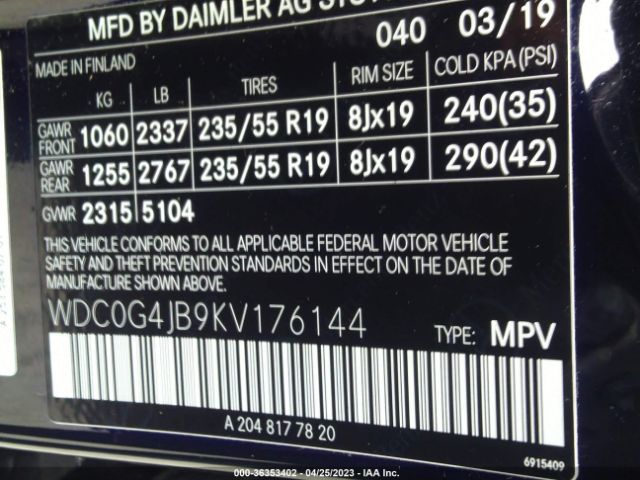 MFD BY DAIMLER AG
040 03/19
MADE IN FINLAND
KG LB TIRES RIM SIZE COLD KPA (PSI)
GAWR FRONT 1060 2337 235/55 R19 8Jx19 240(35)
GAWR REAR 1255 2767 235/55 R19 8Jx19 290(42)
GVWR 2315 5104
THIS VEHICLE CONFORMS TO ALL APPLICABLE FEDERAL MOTOR VEHICLE
SAFETY AND THEFT PREVENTION STANDARDS IN EFFECT ON THE DATE OF
MANUFACTURE SHOWN ABOVE.
WDC0G4JB9KV176144
TYPE: MPV
A 204 817 78 20
6915409
000-36353402 - 04/25/2023 - IAA Inc.